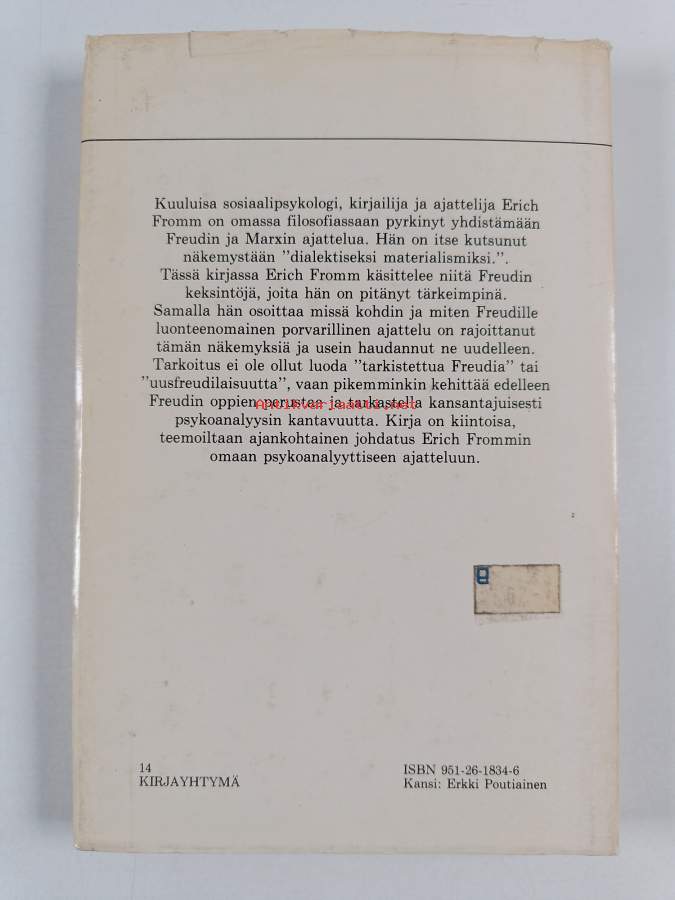 Kuuluisa sosiaalipsykologi, kirjailija ja ajattelija Erich
Fromm on omassa filosofiassaan pyrkinyt yhdistämään
Freudin ja Marxin ajattelua. Hän on itse kutsunut
näkemystään "dialektiseksi materialismiksi.".
Tässä kirjassa Erich Fromm käsittelee niitä Freudin
keksintöjä, joita hän on pitänyt tärkeimpinä.
Samalla hän osoittaa missä kohdin ja miten Freudille
luonteenomainen porvarillinen ajattelu on rajoittanut
tämän näkemyksiä ja usein haudannut ne uudelleen.
Tarkoitus ei ole ollut luoda "tarkistettua Freudia" tai
"uusfreudilaisuutta", vaan pikemminkin kehittää edelleen
Freudin oppien perustaa ja tarkastella kansantajuisesti
Antikvariaatti.net
psykoanalyysin kantavuutta. Kirja on kiintoisa,
teemoiltaan ajankohtainen johdatus Erich Frommin
omaan psykoanalyyttiseen ajatteluun.
14
KIRJAYHTYMÄ
ISBN 951-26-1834-6
Kansi: Erkki Poutiainen